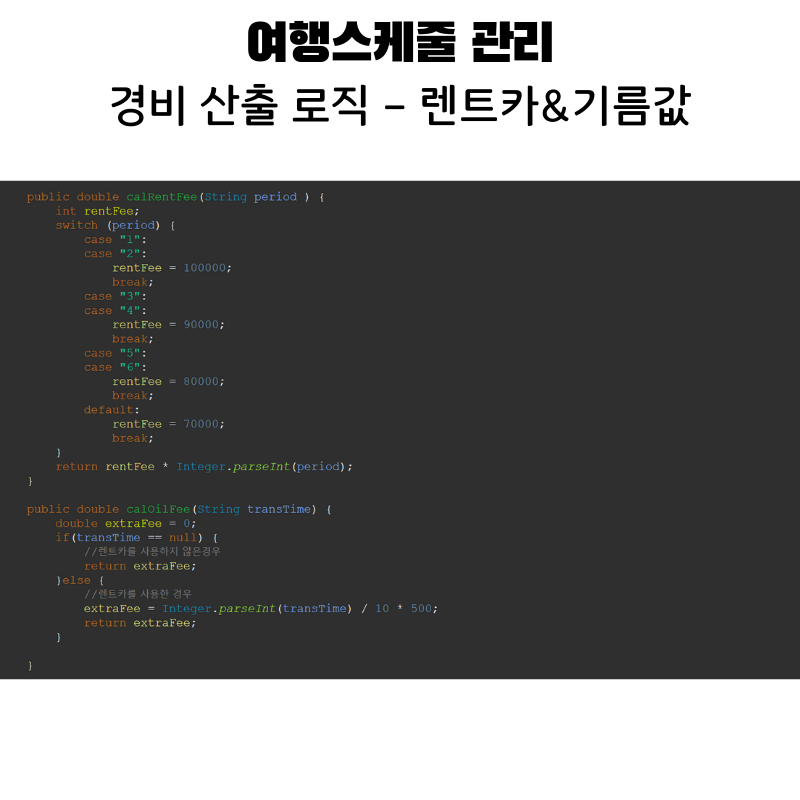 여행스케줄 관리
경비 산출 로직 – 렌트카&기름값
public double calRentFee(String period ) {
    int rentFee;
    switch (period) {
        case "1":
        case "2":
            rentFee = 100000;
            break;
        case "3":
        case "4":
            rentFee = 90000;
            break;
        case "5":
        case "6":
            rentFee = 80000;
            break;
        default:
            rentFee = 70000;
            break;
    }
    return rentFee * Integer.parseInt(period);
}
public double calOilFee(String transTime) {
    double extraFee = 0;
    if(transTime == null) {
        //렌트카를 사용하지 않은경우
        return extraFee;
    }else {
        //렌트카를 사용한 경우
        extraFee = Integer.parseInt(transTime) / 10 * 500;
        return extraFee;
    }
}